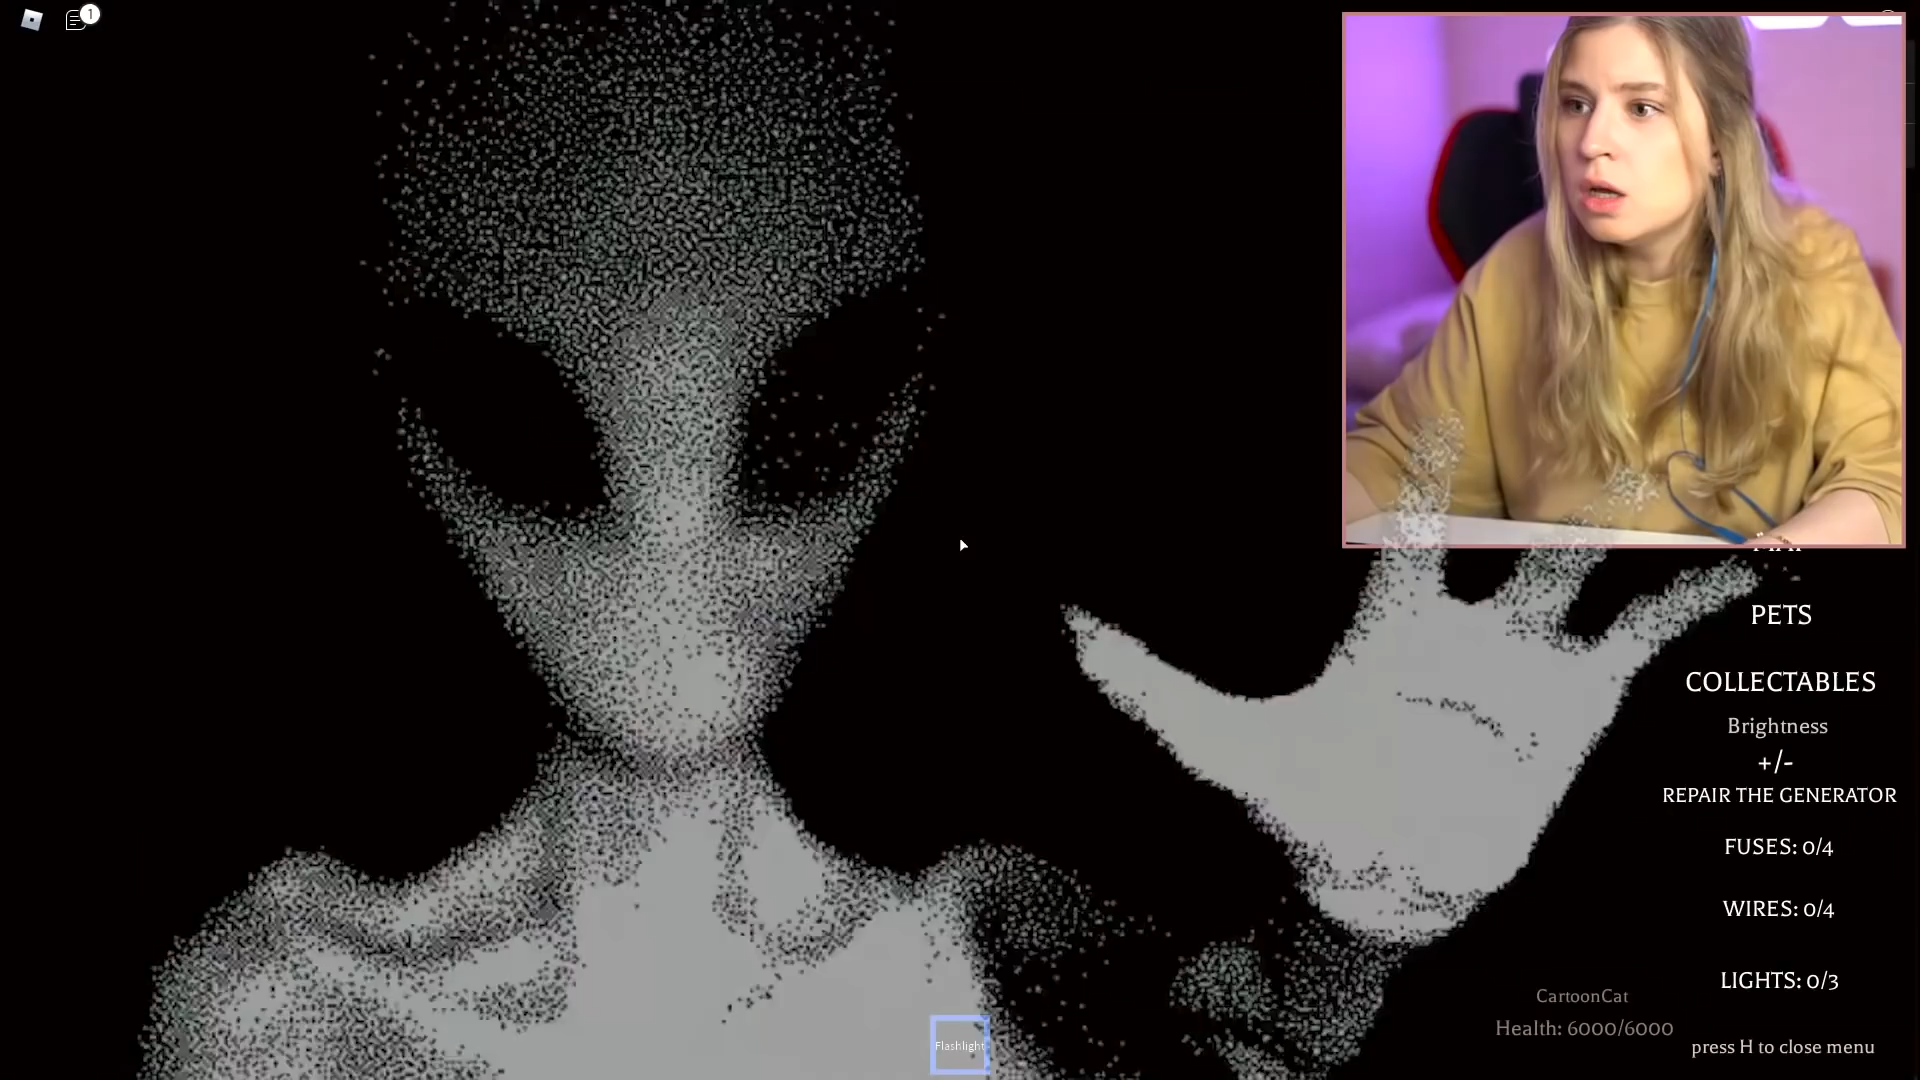 1
PETS
COLLECTABLES
Brightness
+/-
REPAIR THE GENERATOR
FUSES: 0/4
WIRES: 0/4
LIGHTS: 0/3
CartoonCat
Health: 6000/6000
press H to close menu
Flashlight